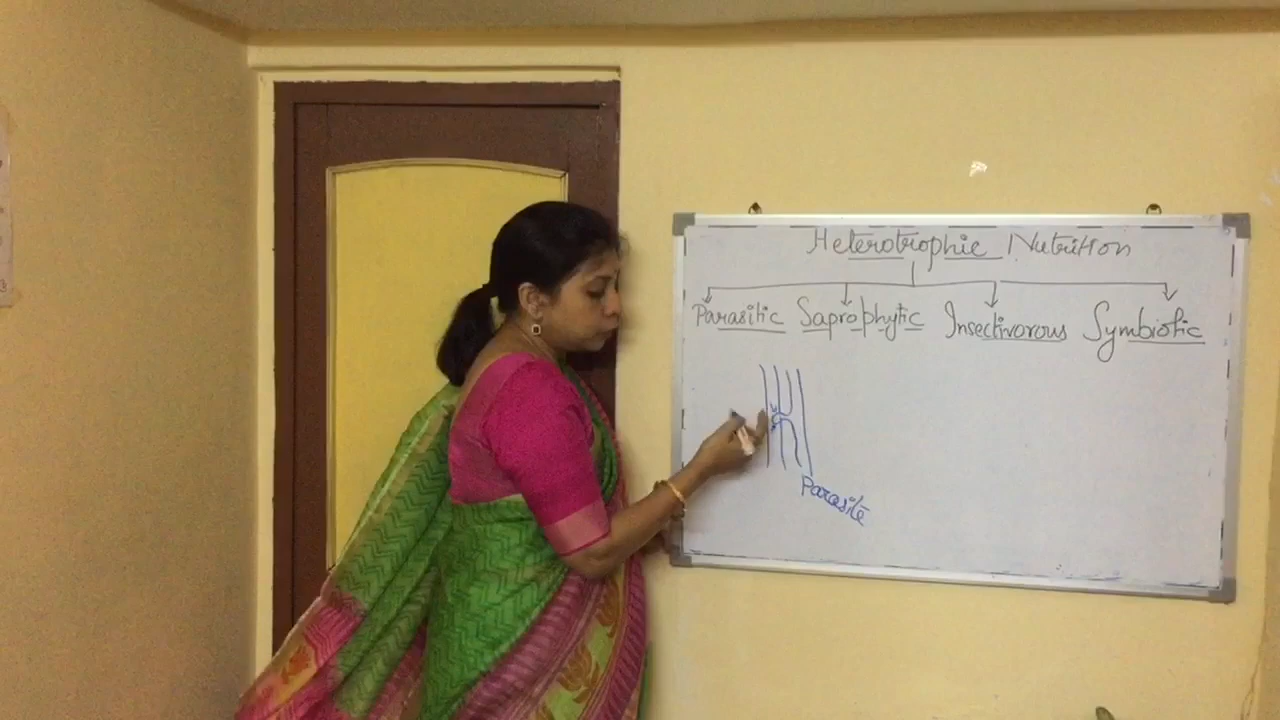 Heterotrophic Nutrition
Parasitic Saprophytic Insectivorous Symbiotic
Parasite